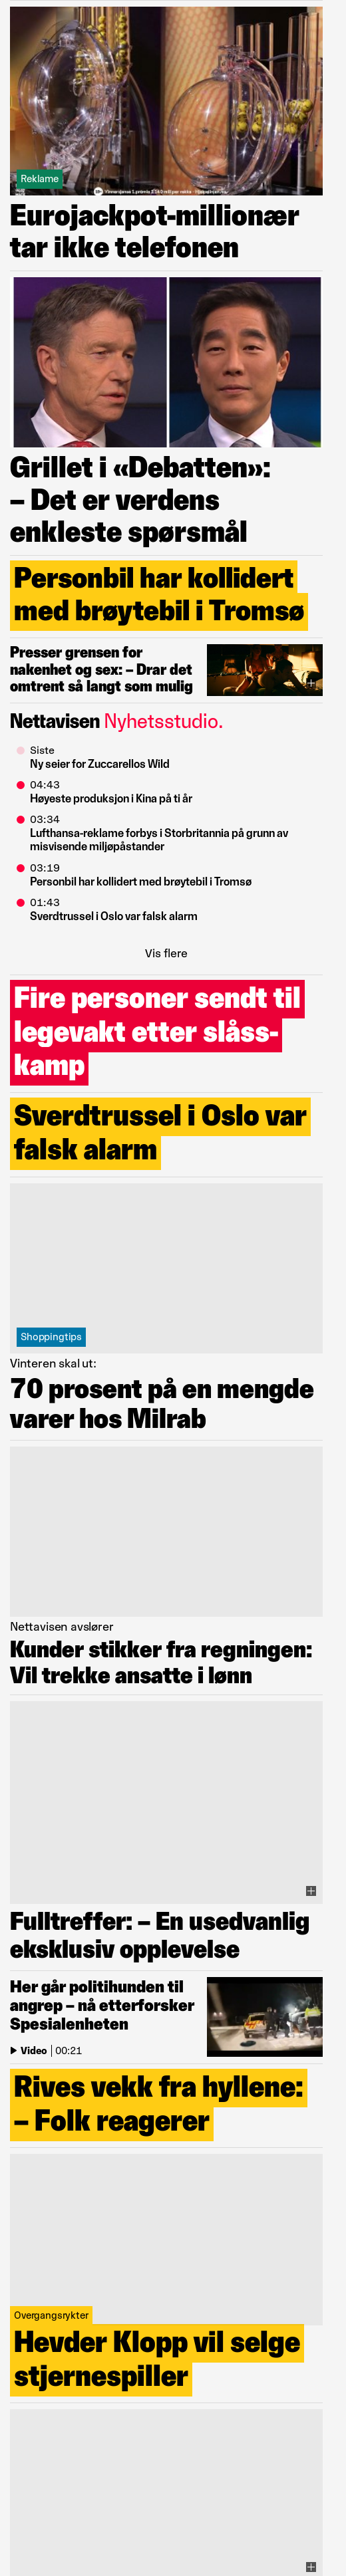 Reklame
Eurojackpot-millionær
tar ikke telefonen
Grillet i «Debatten»:
– Det er verdens
enkleste spørsmål
Personbil har kollidert
med brøytebil i Tromsø
Presser grensen for
nakenhet og sex: – Drar det
omtrent så langt som mulig
Nettavisen Nyhetsstudio.
Siste
Ny seier for Zuccarellos Wild
04:43
Høyeste produksjon i Kina på ti år
03:34
Lufthansa-reklame forbys i Storbritannia på grunn av
misvisende miljøpåstander
03:19
Personbil har kollidert med brøytebil i Tromsø
01:43
Sverdtrussel i Oslo var falsk alarm
Vis flere
Fire personer sendt til
legevakt etter slåss-
kamp
Sverdtrussel i Oslo var
falsk alarm
Shoppingtips
Vinteren skal ut:
70 prosent på en mengde
varer hos Milrab
Nettavisen avslører
Kunder stikker fra regningen:
Vil trekke ansatte i lønn
Fulltreffer: – En usedvanlig
eksklusiv opplevelse
Her går politihunden til
angrep – nå etterforsker
Spesialenheten
Video | 00:21
Rives vekk fra hyllene:
– Folk reagerer
Overgangsrykter
Hevder Klopp vil selge
stjernespiller